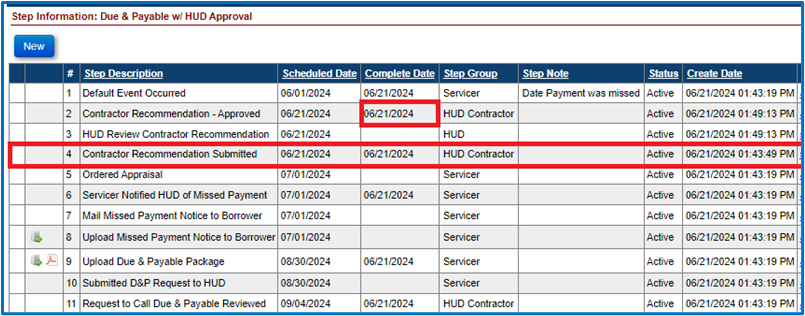 Step Information: Due & Payable w/ HUD Approval
New
# Step Description Scheduled Date Complete Date Step Group Step Note Status Create Date
1 Default Event Occurred 06/01/2024 06/21/2024 Servicer Date Payment was missed Active 06/21/2024 01:43:19 PM
2 Contractor Recommendation - Approved 06/21/2024 06/21/2024 HUD Contractor Active 06/21/2024 01:49:13 PM
3 HUD Review Contractor Recommendation 06/21/2024 HUD Active 06/21/2024 01:49:13 PM
4 Contractor Recommendation Submitted 06/21/2024 06/21/2024 HUD Contractor Active 06/21/2024 01:43:49 PM
5 Ordered Appraisal 07/01/2024 Servicer Active 06/21/2024 01:43:19 PM
6 Servicer Notified HUD of Missed Payment 07/01/2024 06/21/2024 Servicer Active 06/21/2024 01:43:19 PM
7 Mail Missed Payment Notice to Borrower 07/01/2024 Servicer Active 06/21/2024 01:43:19 PM
8 Upload Missed Payment Notice to Borrower 07/01/2024 Servicer Active 06/21/2024 01:43:19 PM
9 Upload Due & Payable Package 08/30/2024 06/21/2024 Servicer Active 06/21/2024 01:43:19 PM
10 Submitted D&P Request to HUD 08/30/2024 Servicer Active 06/21/2024 01:43:19 PM
11 Request to Call Due & Payable Reviewed 09/04/2024 06/21/2024 HUD Contractor Active 06/21/2024 01:43:19 PM